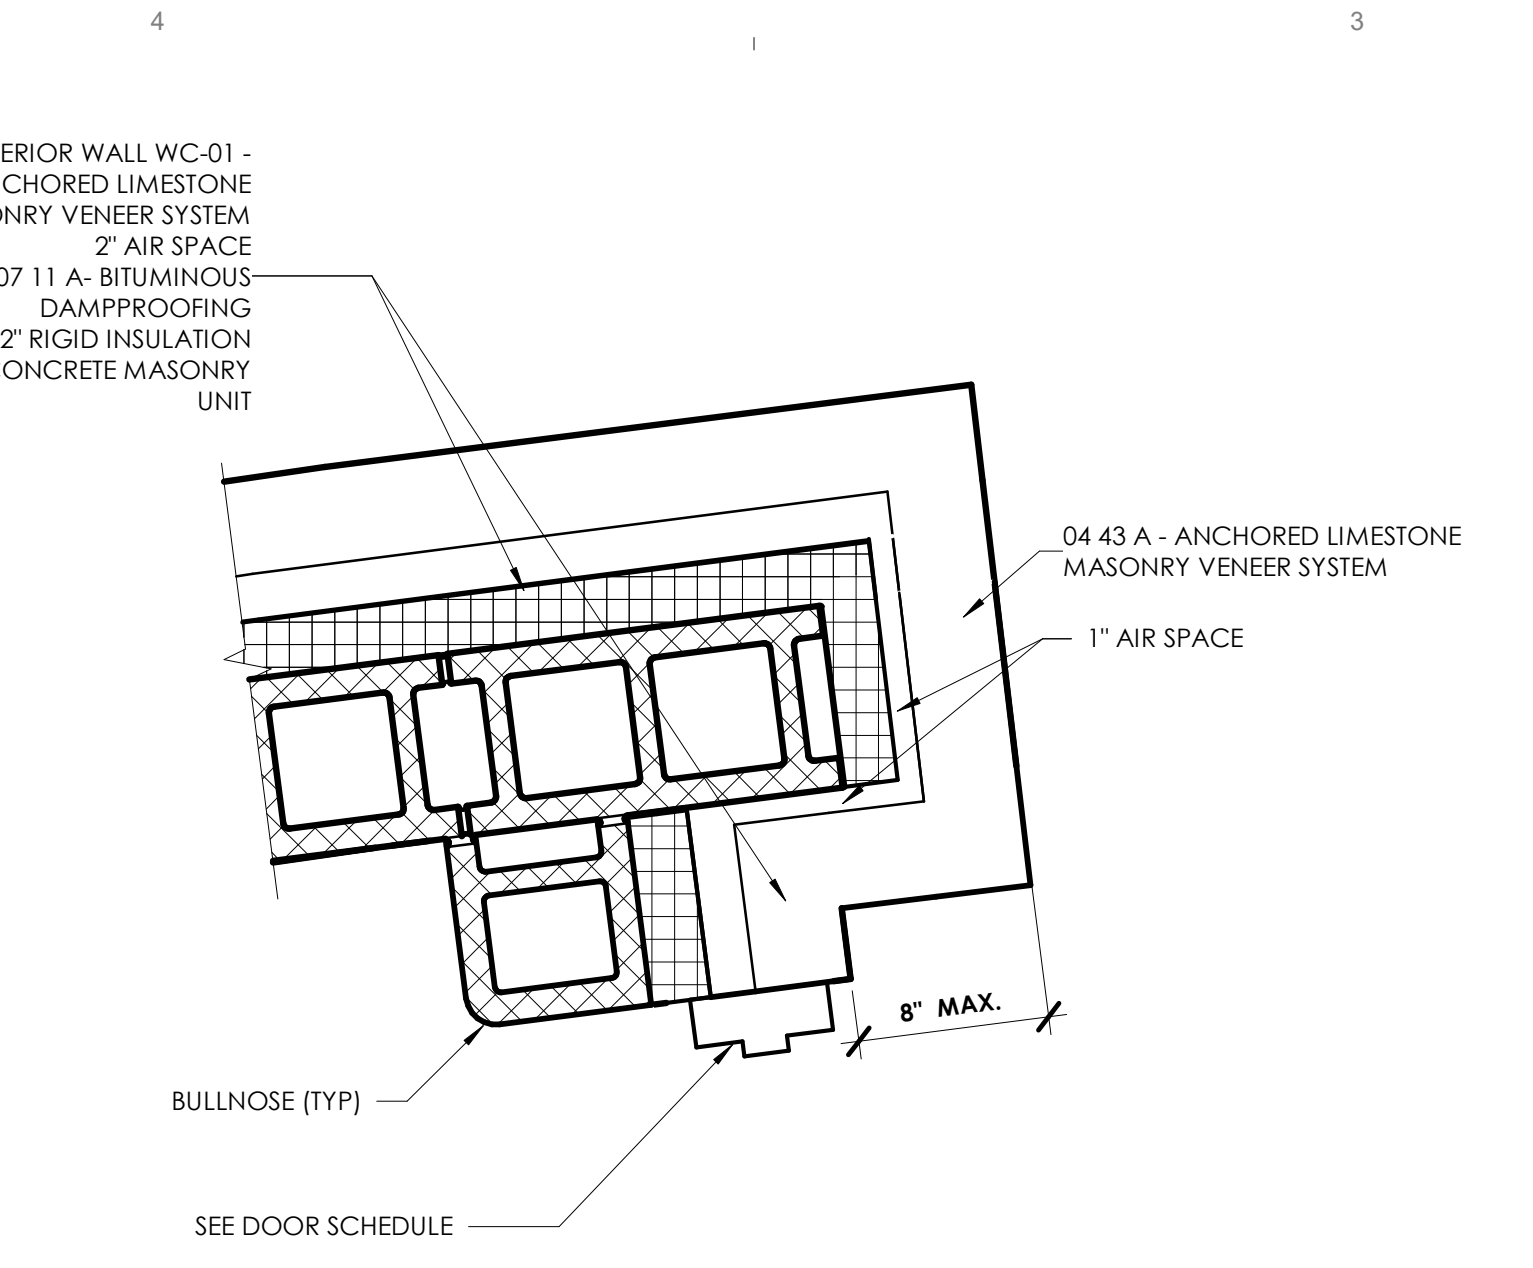 4
3
ERIOR WALL WC-01 -
CHORED LIMESTONE
ONRY VENEER SYSTEM
2" AIR SPACE
07 11 A- BITUMINOUS
DAMPPROOFING
2" RIGID INSULATION
ONCRETE MASONRY
UNIT
04 43 A - ANCHORED LIMESTONE
MASONRY VENEER SYSTEM
1" AIR SPACE
8" MAX.
BULLNOSE (TYP)
SEE DOOR SCHEDULE